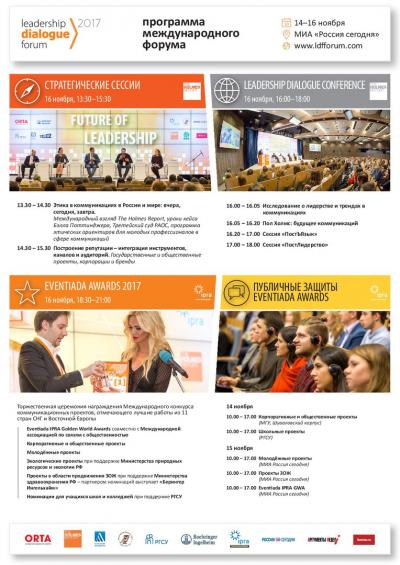 leadership
dialogue
forum
2017
программа
международного
форума
14–16 ноября
МИА «Россия сегодня»
www.ldfforum.com
СТРАТЕГИЧЕСКИЕ СЕССИИ
16 ноября, 13:30–15:30
LEADERSHIP DIALOGUE CONFERENCE
16 ноября, 16:00–18:00
FUTURE OF
LEADERSHIP
13.30 – 14.30 Этика в коммуникациях в России и мире: вчера,
сегодня, завтра.
Международный взгляд The Holmes Report, уроки кейса
Бэлла Поттинджера, Третейский суд РАОС, программа
этических ориентиров для молодых профессионалов в
сфере коммуникаций
14.30 – 15.30 Построение репутации – интеграция инструментов,
каналов и аудиторий. Государственные и общественные
проекты, корпорации и бренды
16.00 – 16.05 Исследование о лидерстве и трендах в
коммуникациях
16.05 – 16.20 Пол Холмс: будущее коммуникаций
16.20 – 17.00 Сессия «ПостЪЯзык»
17.00 – 18.00 Сессия «ПостЛидерство»
EVENTIADA AWARDS 2017
16 ноября, 18:30–21:00
ipra
ПУБЛИЧНЫЕ ЗАЩИТЫ
EVENTIADA AWARDS
ipra
Торжественная церемония награждения Международного конкурса
коммуникационных проектов, отмечающего лучшие работы из 11
стран СНГ и Восточной Европы
Eventiada IPRA Golden World Awards совместно с Международной
ассоциацией по связям с общественностью
Корпоративные и общественные проекты
Молодёжные проекты
Экологические проекты при поддержке Министерства природных
ресурсов и экологии РФ
Проекты в области продвижения ЗОЖ при поддержке Министерства
здравоохранения РФ – партнером номинаций выступает «Берингер
Ингельхайм»
Номинации для учащихся школ и колледжей при поддержке РГСУ
14 ноября
10.00 – 17.00 Корпоративные и общественные проекты
(МГУ, Шуваловский корпус)
10.00 – 17.00 Школьные проекты
(РГСУ)
15 ноября
10.00 – 17.00 Молодёжные проекты
(МИА Россия сегодня)
10.00 – 17.00 Проекты ЗОЖ
(МИА Россия сегодня)
10.00 – 17.00 Eventiada IPRA GWA
(МИА Россия сегодня)
ORTA
РГСУ
Boehringer
Ingelheim
ipra
РОССИЯ СЕГОДНЯ